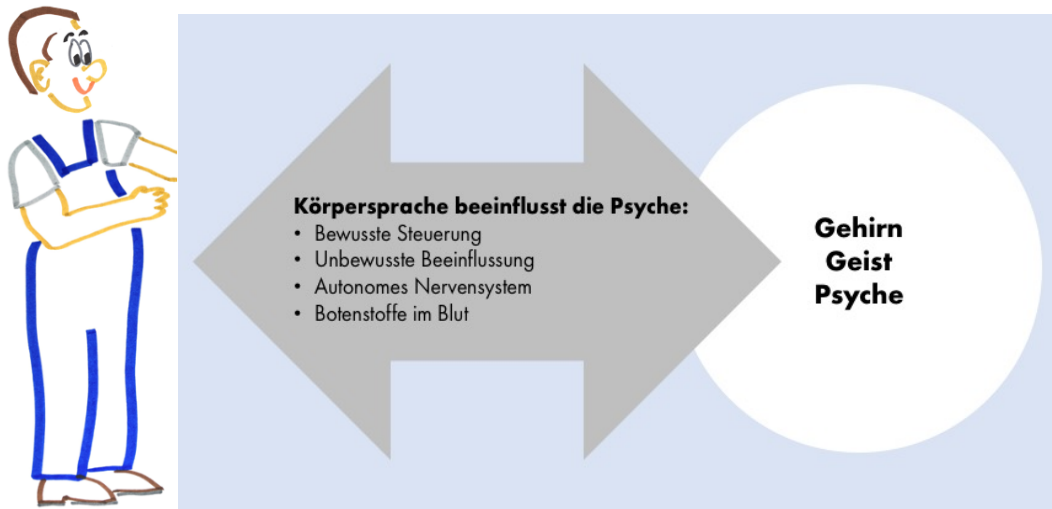 Körpersprache beeinflusst die Psyche:
• Bewusste Steuerung
• Unbewusste Beeinflussung
• Autonomes Nervensystem
• Botenstoffe im Blut
Gehirn
Geist
Psyche